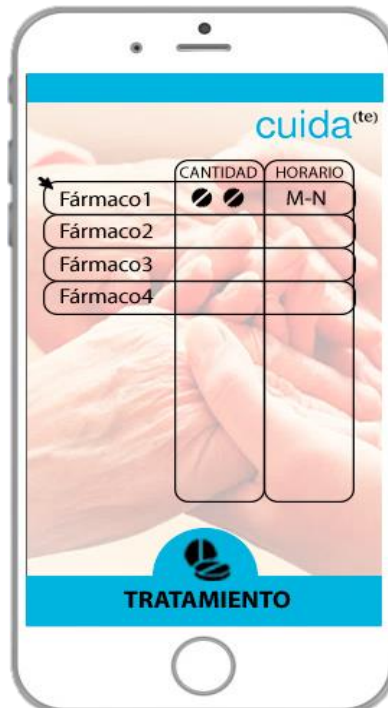 cuida(te)
CANTIDAD HORARIO
Fármaco1 M-N
Fármaco2
Fármaco3
Fármaco4
TRATAMIENTO